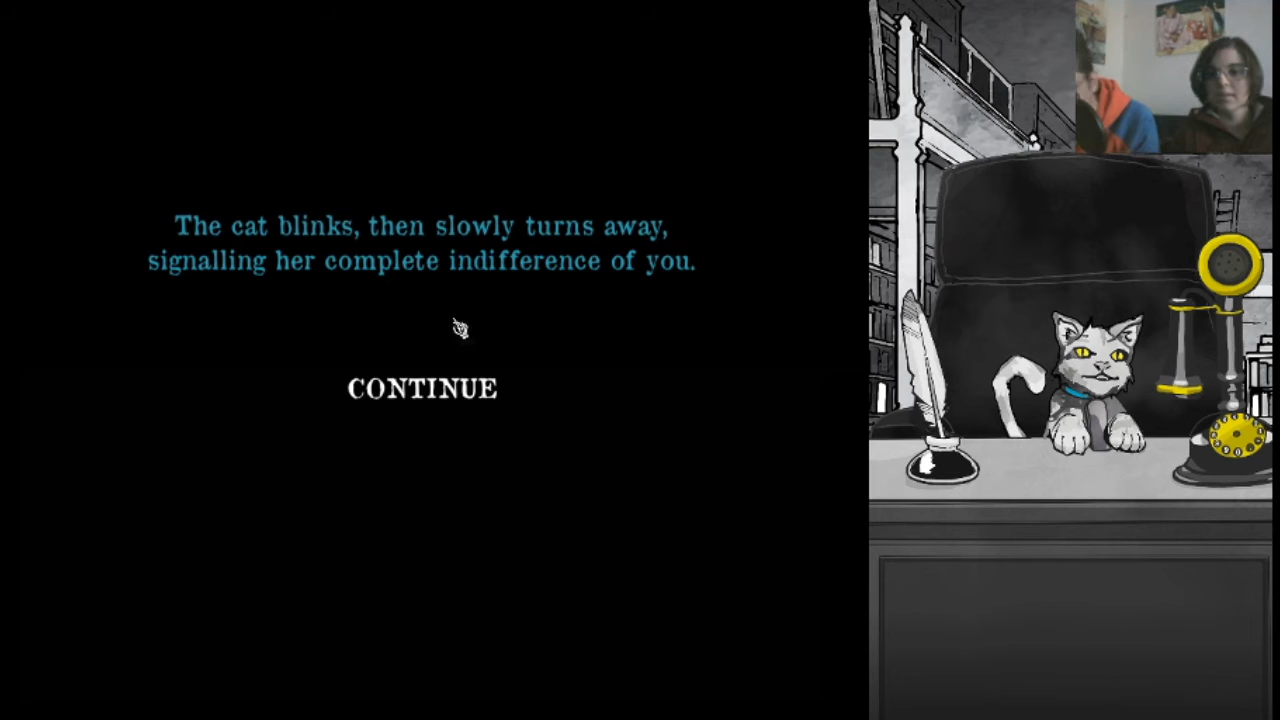 The cat blinks, then slowly turns away,
signalling her complete indifference of you.
CONTINUE